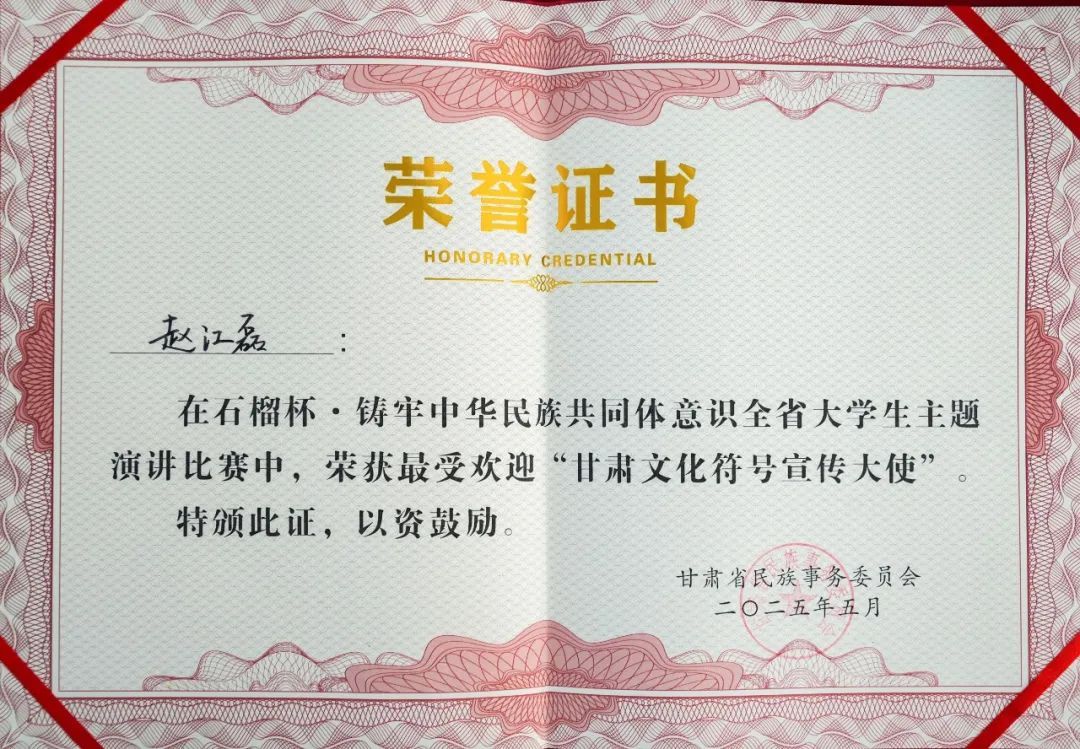 荣誉证书
HONORARY CREDENTIAL
赵江磊：
在石榴杯·铸牢中华民族共同体意识全省大学生主题
演讲比赛中，荣获最受欢迎“甘肃文化符号宣传大使”。
特颁此证，以资鼓励。
甘肃省民族事务委员会
二〇二五年五月